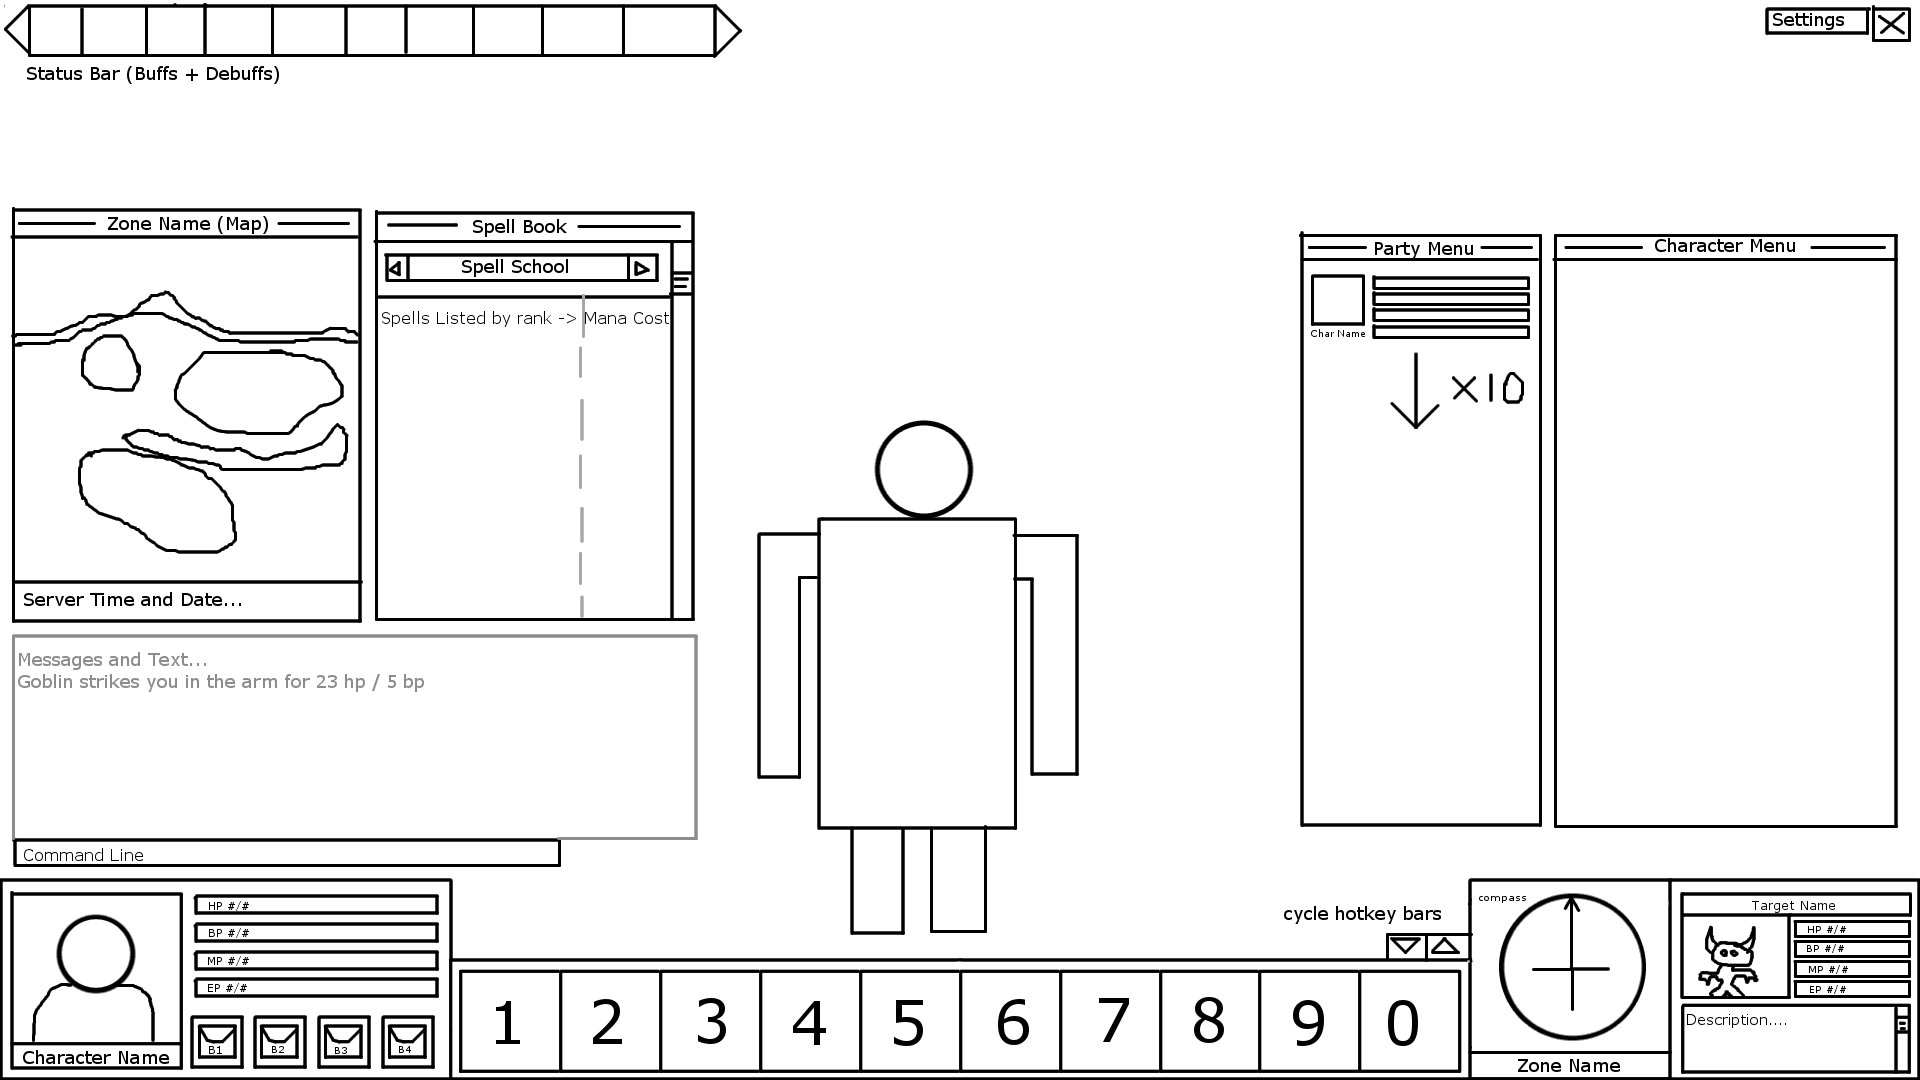 Settings
Status Bar (Buffs + Debuffs)
Zone Name (Map)
Server Time and Date...
Spell Book
Spell School
Spells Listed by rank -> Mana Cost
Party Menu
Char Name
×10
Character Menu
Messages and Text...
Goblin strikes you in the arm for 23 hp / 5 bp
Command Line
HP #/#
BP #/#
MP #/#
EP #/#
B1 B2 B3 B4
Character Name
cycle hotkey bars
1 2 3 4 5 6 7 8 9 0
compass
Zone Name
Target Name
HP #/#
BP #/#
MP #/#
EP #/#
Description....